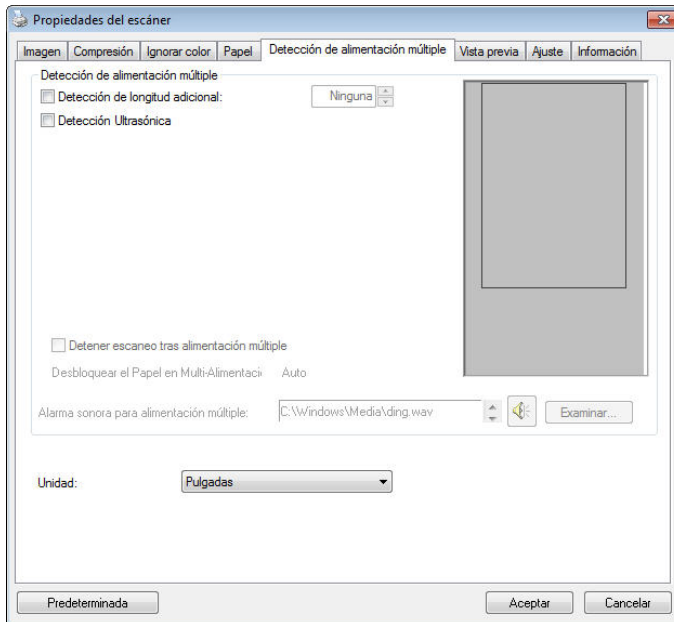 Propiedades del escáner
Imagen Compresión Ignorar color Papel Detección de alimentación múltiple Vista previa Ajuste Información
Detección de alimentación múltiple
Detección de longitud adicional: Ninguna
Detección Ultrasónica
Detener escaneo tras alimentación múltiple
Desbloquear el Papel en Multi-Alimentaci Auto
Alarma sonora para alimentación múltiple: C:\Windows\Media\ding.wav Examinar...
Unidad: Pulgadas
Predeterminada Aceptar Cancelar